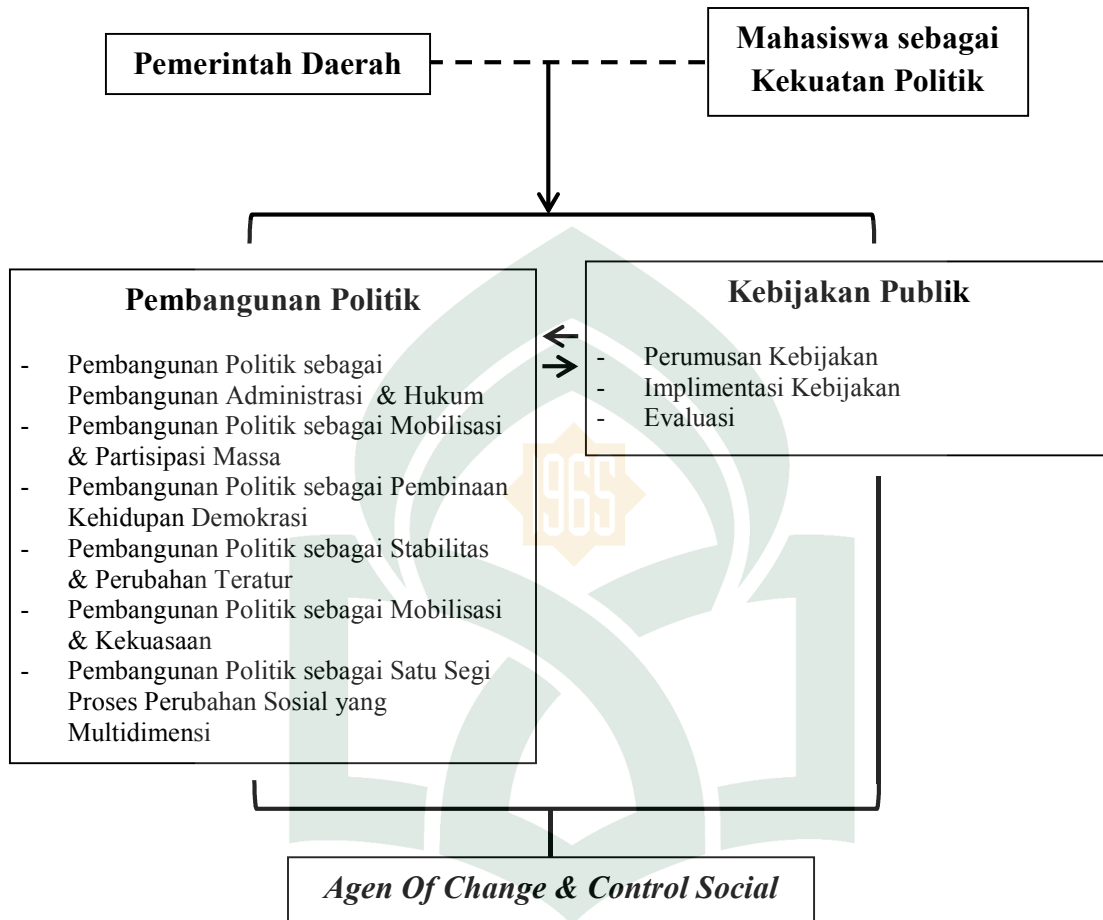 Pemerintah Daerah
Mahasiswa sebagai
Kekuatan Politik
Pembangunan Politik
- Pembangunan Politik sebagai
Pembangunan Administrasi & Hukum
- Pembangunan Politik sebagai Mobilisasi
& Partisipasi Massa
- Pembangunan Politik sebagai Pembinaan
Kehidupan Demokrasi
- Pembangunan Politik sebagai Stabilitas
& Perubahan Teratur
- Pembangunan Politik sebagai Mobilisasi
& Kekuasaan
- Pembangunan Politik sebagai Satu Segi
Proses Perubahan Sosial yang
Multidimensi
Kebijakan Publik
- Perumusan Kebijakan
- Implimentasi Kebijakan
- Evaluasi
1965
Agen Of Change & Control Social